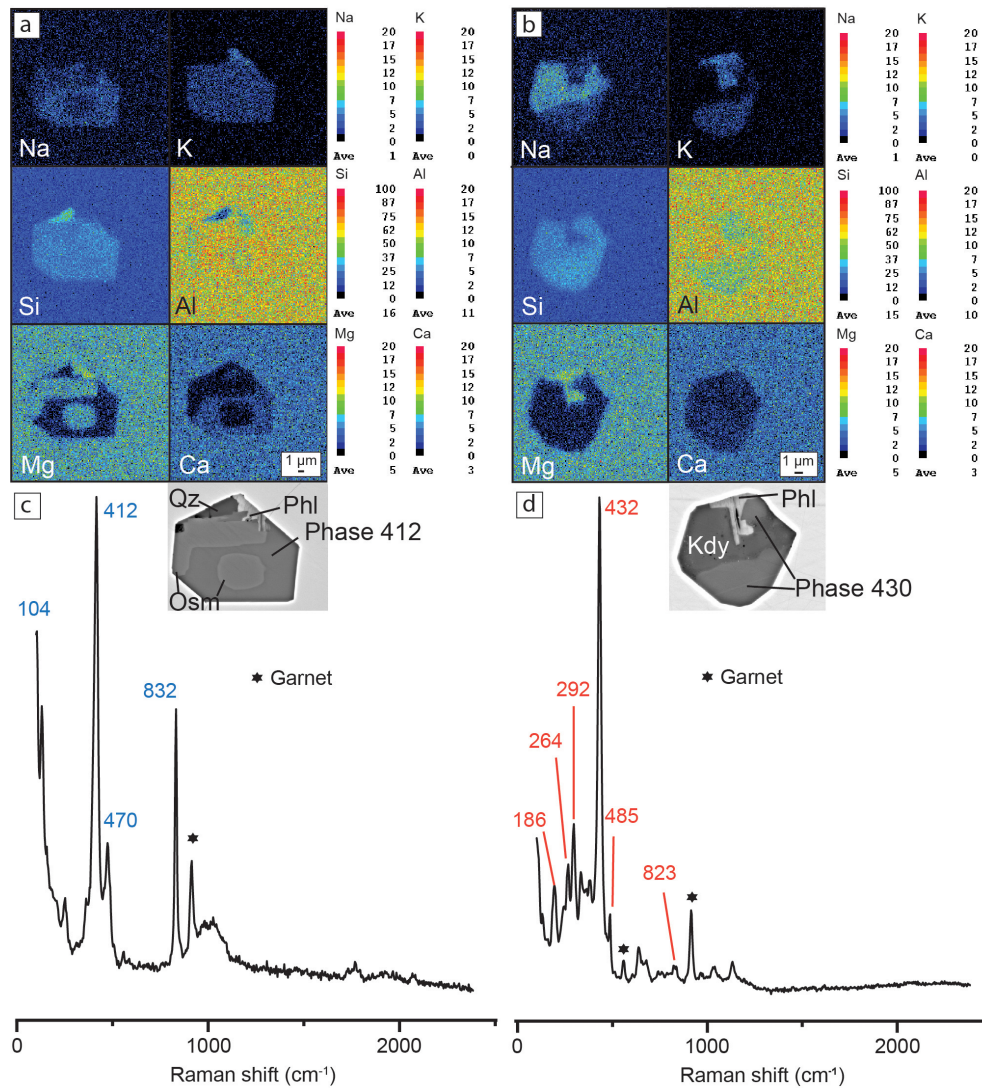 a
Na K
20 20
17 17
15 15
12 12
10 10
7 7
5 5
2 2
0 0
Ave 1 Ave 0
Na K
Si Al
100 20
87 17
75 15
62 12
50 10
37 7
25 5
12 2
0 0
Ave 16 Ave 11
Si Al
Mg Ca
20 20
17 17
15 15
12 12
10 10
7 7
5 5
2 2
0 0
Ave 5 Ave 3
Mg Ca
1 µm
b
Na K
20 20
17 17
15 15
12 12
10 10
7 7
5 5
2 2
0 0
Ave 1 Ave 0
Na K
Si Al
100 20
87 17
75 15
62 12
50 10
37 7
25 5
12 2
0 0
Ave 15 Ave 10
Si Al
Mg Ca
20 20
17 17
15 15
12 12
10 10
7 7
5 5
2 2
0 0
Ave 5 Ave 3
Mg Ca
1 µm
c
412
Qz
Phl
Phase 412
Osm
104
832
470
Garnet
0 1000 2000
Raman shift (cm⁻¹)
d
432
Phl
Kdy
Phase 430
Garnet
292
264
186
485
823
0 1000 2000
Raman shift (cm⁻¹)